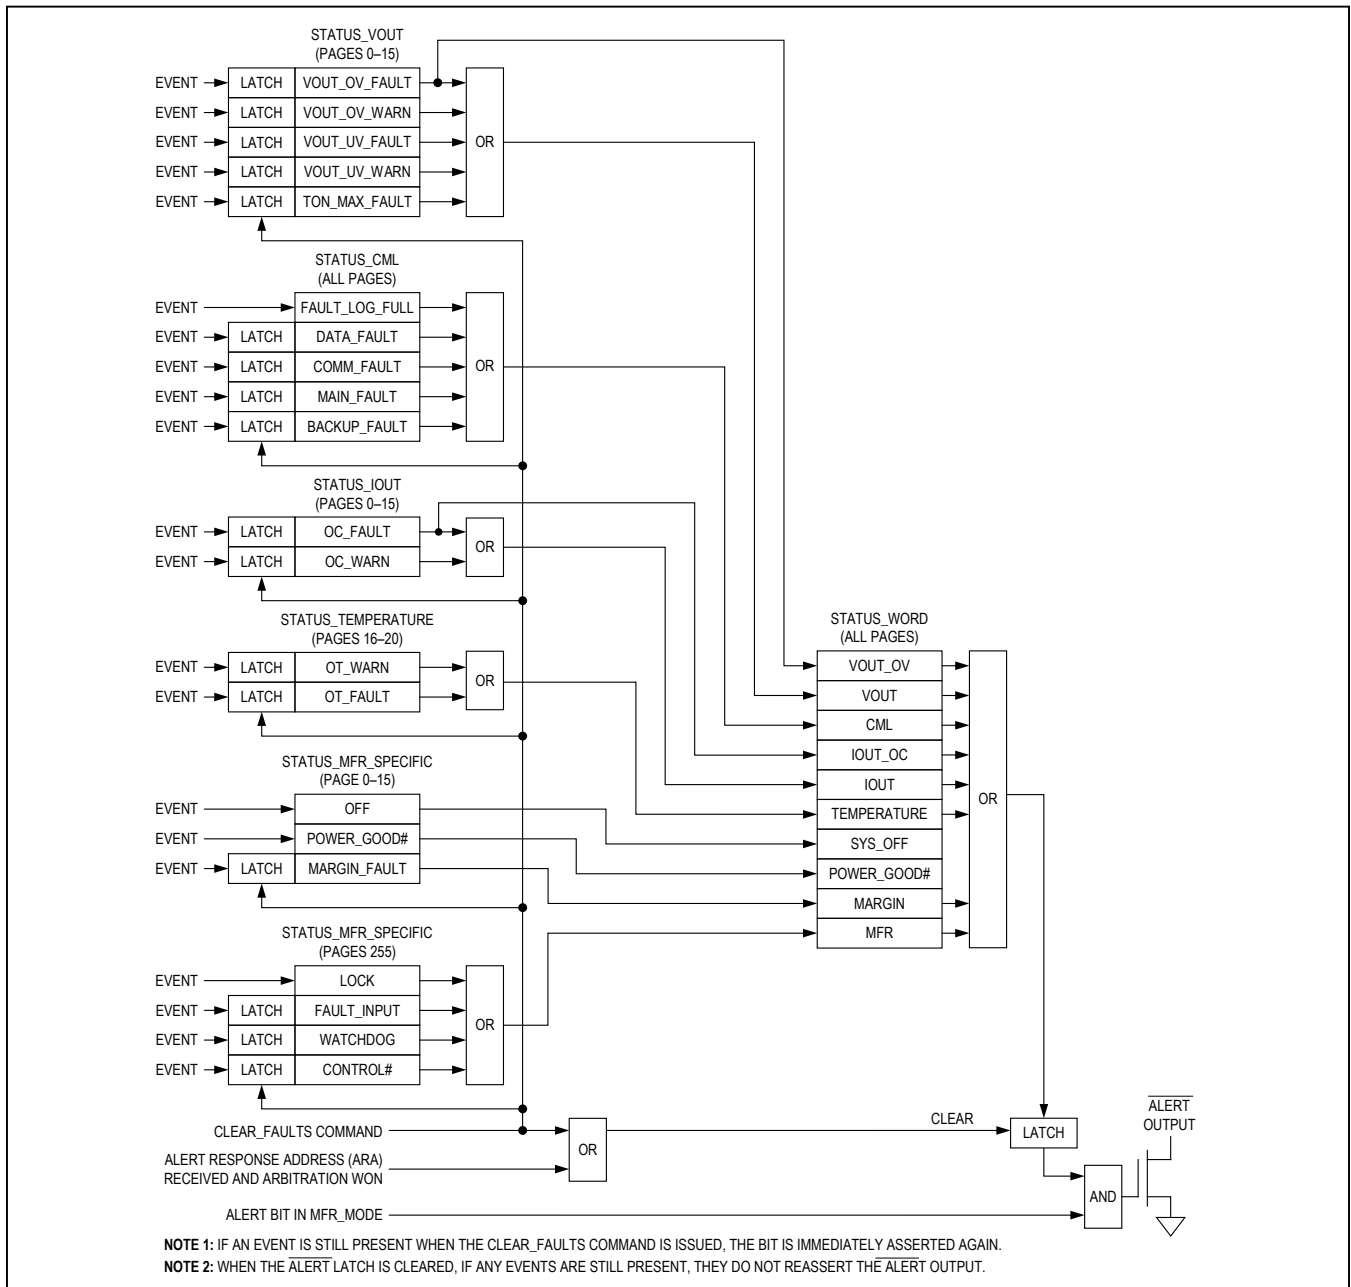 STATUS_VOUT
(PAGES 0–15)
EVENT LATCH VOUT_OV_FAULT
EVENT LATCH VOUT_OV_WARN
EVENT LATCH VOUT_UV_FAULT OR
EVENT LATCH VOUT_UV_WARN
EVENT LATCH TON_MAX_FAULT
STATUS_CML
(ALL PAGES)
EVENT FAULT_LOG_FULL
EVENT LATCH DATA_FAULT
EVENT LATCH COMM_FAULT OR
EVENT LATCH MAIN_FAULT
EVENT LATCH BACKUP_FAULT
STATUS_IOUT
(PAGES 0–15)
EVENT LATCH OC_FAULT
OR
EVENT LATCH OC_WARN
STATUS_TEMPERATURE
(PAGES 16–20)
EVENT LATCH OT_WARN
OR
EVENT LATCH OT_FAULT
STATUS_MFR_SPECIFIC
(PAGE 0–15)
EVENT OFF
EVENT POWER_GOOD#
EVENT LATCH MARGIN_FAULT
STATUS_MFR_SPECIFIC
(PAGES 255)
EVENT LOCK
EVENT LATCH FAULT_INPUT
OR
EVENT LATCH WATCHDOG
EVENT LATCH CONTROL#
STATUS_WORD
(ALL PAGES)
VOUT_OV
VOUT
CML
IOUT_OC
IOUT
OR
TEMPERATURE
SYS_OFF
POWER_GOOD#
MARGIN
MFR
CLEAR_FAULTS COMMAND
ALERT RESPONSE ADDRESS (ARA)
RECEIVED AND ARBITRATION WON
OR
CLEAR
LATCH
ALERT
OUTPUT
AND
ALERT BIT IN MFR_MODE
NOTE 1: IF AN EVENT IS STILL PRESENT WHEN THE CLEAR_FAULTS COMMAND IS ISSUED, THE BIT IS IMMEDIATELY ASSERTED AGAIN.
NOTE 2: WHEN THE ALERT LATCH IS CLEARED, IF ANY EVENTS ARE STILL PRESENT, THEY DO NOT REASSERT THE ALERT OUTPUT.